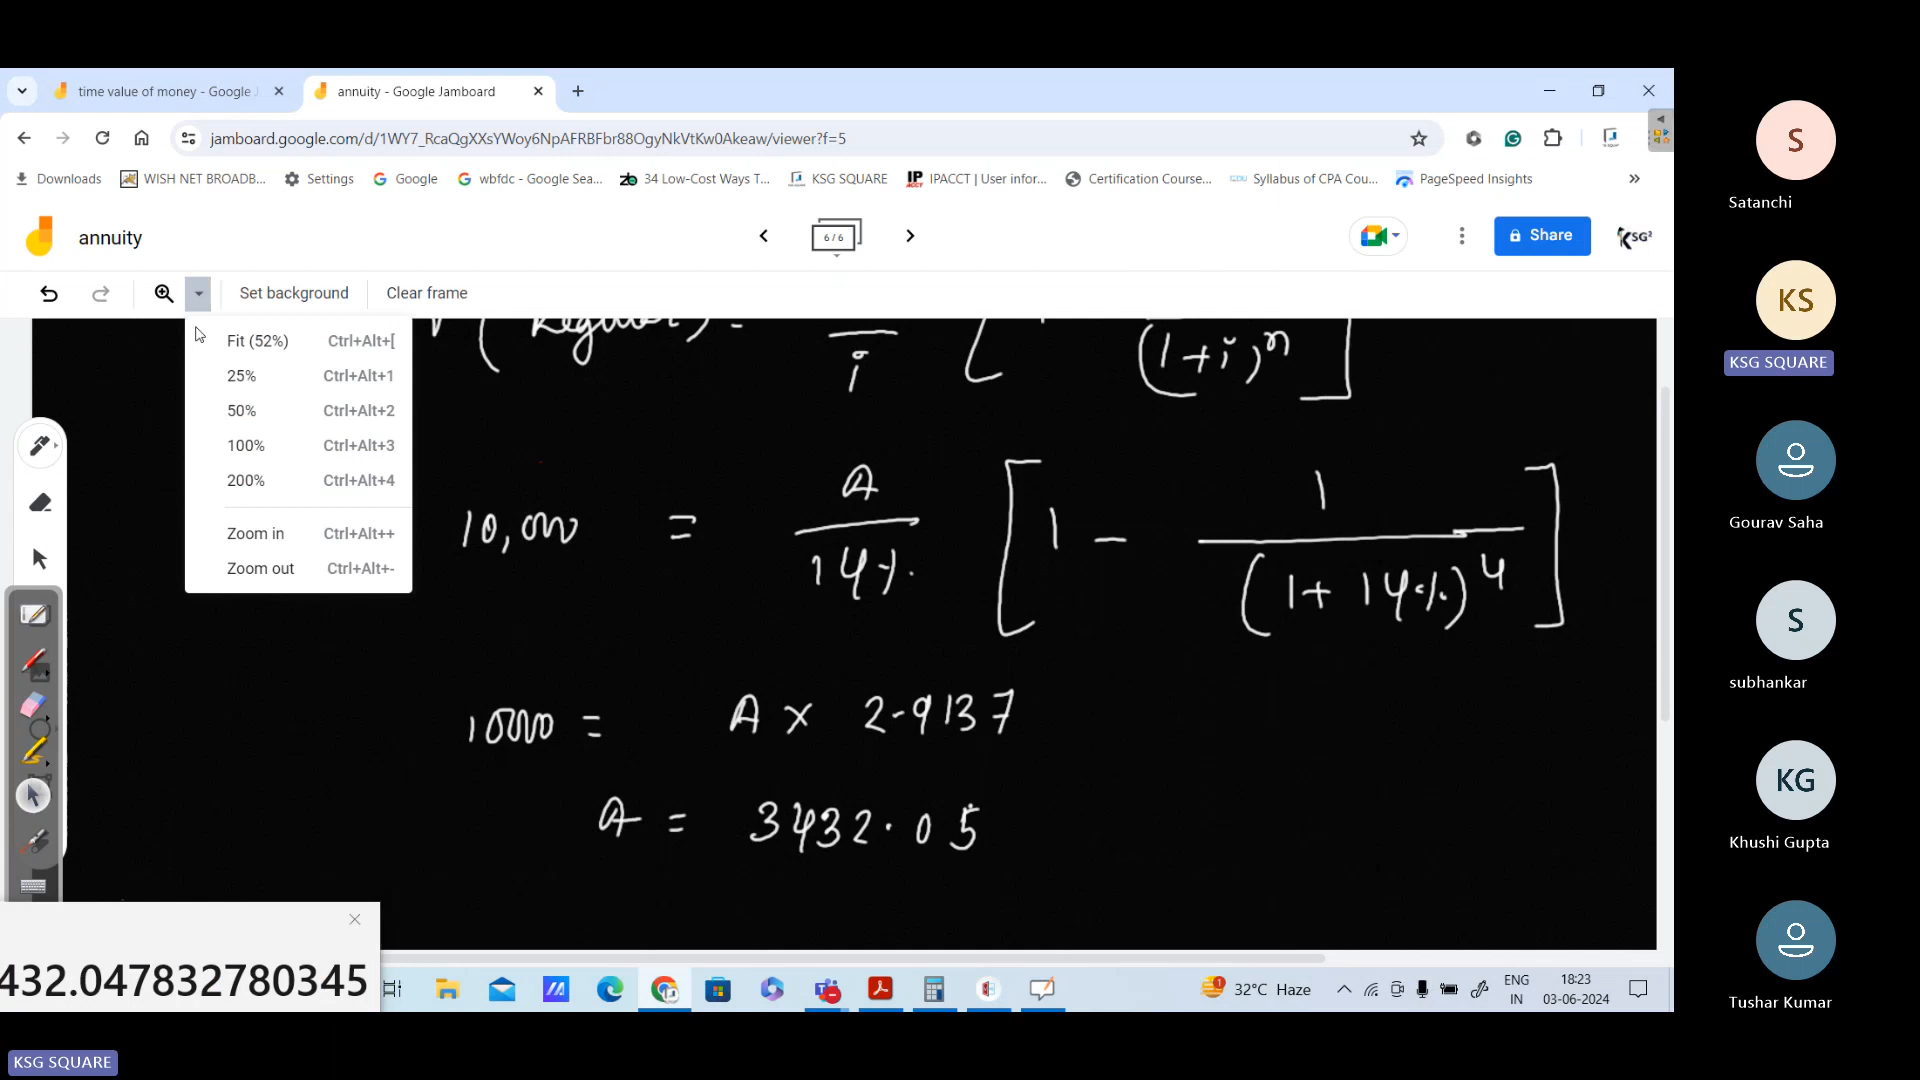 time value of money - Google J
annuity - Google Jamboard
jamboard.google.com/d/1WY7_RcaQgXXsYWoy6NpAFRBFbr88OgyNkVtKw0Akeaw/viewer?f=5
Downloads WISH NET BROADB... Settings Google wbfdc - Google Sea... 34 Low-Cost Ways T... KSG SQUARE IPACCT | User infor... Certification Course... Syllabus of CPA Cou... PageSpeed Insights
annuity 6 / 6 Share KSG²
Set background Clear frame
Fit (52%) Ctrl+Alt+[
25% Ctrl+Alt+1
50% Ctrl+Alt+2
100% Ctrl+Alt+3
200% Ctrl+Alt+4
Zoom in Ctrl+Alt++
Zoom out Ctrl+Alt+-
(Regular) = / i [ (1+i)^n ]
10,000 = A / 14% [ 1 - 1 / (1+ 14%)^4 ]
10000 = A x 2.9137
A = 3432.05
432.047832780345
32°C Haze
ENG
IN
18:23
03-06-2024
S
Satanchi
KS
KSG SQUARE
Gourav Saha
S
subhankar
KG
Khushi Gupta
Tushar Kumar
KSG SQUARE